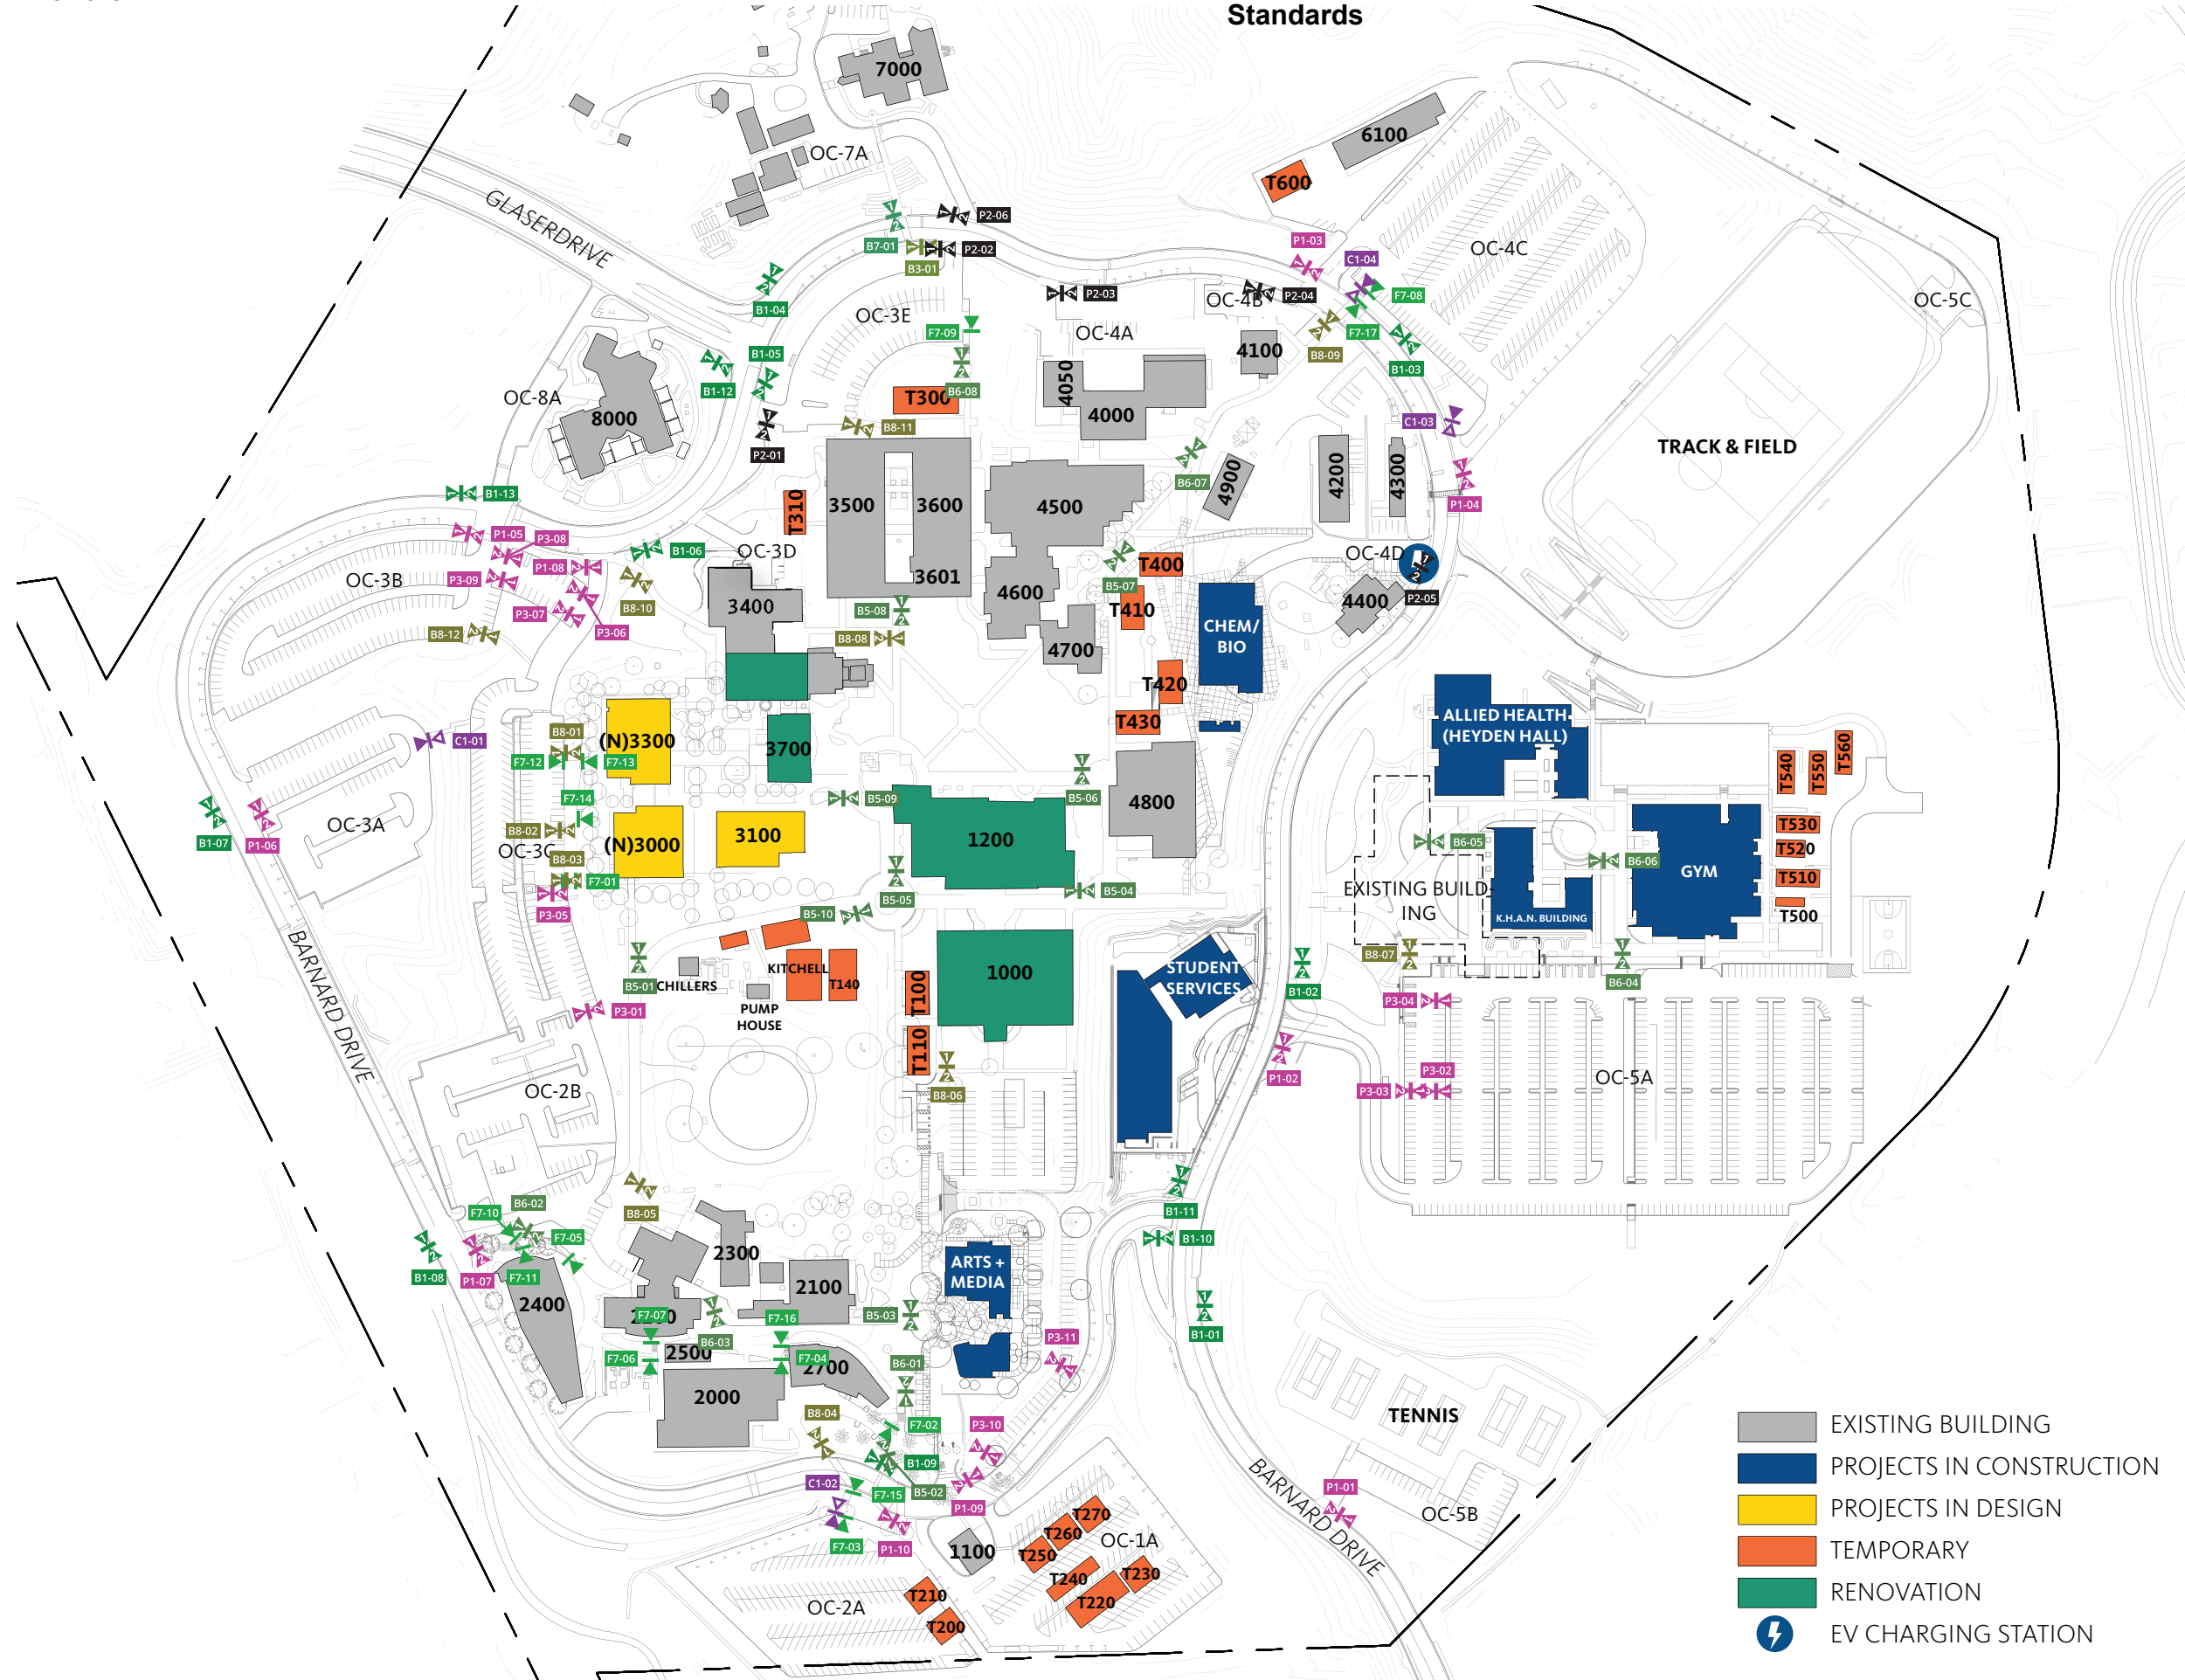 Standards
7000
6100
OC-7A
T600
GLASERDRIVE
P2-06
P1-03
B7-01
P2-02
B3-01
C1-04
OC-4C
B1-04
P2-03
OC-4B
P2-04
F7-08
OC-5C
OC-3E
F7-09
OC-4A
F7-17
B8-09
B1-05
4100
B1-03
B1-12
4050
OC-8A
T300
B6-08
4000
8000
B8-11
C1-03
P2-01
TRACK & FIELD
B1-13
T310
3500
3600
4500
B6-07
4900
4200
4300
P1-04
P1-05
P3-08
B1-06
OC-3D
OC-4D
OC-3B
P3-09
P1-08
3601
B5-07
T400
P3-07
B8-10
3400
B5-08
4600
T410
4400
P2-05
B8-12
P3-06
B8-08
CHEM/
BIO
4700
T420
ALLIED HEALTH
(HEYDEN HALL)
T430
C1-01
B8-01
(N)3300
3700
F7-12
F7-13
T540
T550
T560
B5-09
B5-06
4800
F7-14
OC-3A
B1-07
P1-06
B8-02
OC-3C
(N)3000
3100
1200
T530
B6-05
T520
B8-03
B6-06
F7-01
GYM
T510
B5-05
B5-04
EXISTING BUILD-
ING
P3-05
B5-10
K.H.A.N. BUILDING
T500
BARNARD DRIVE
B8-07
KITCHELL
1000
STUDENT
SERVICES
B5-01
CHILLERS
T140
T100
B1-02
B6-04
P3-04
P3-01
PUMP
HOUSE
T110
P1-02
P3-02
OC-5A
OC-2B
B8-06
P3-03
B6-02
F7-10
B8-05
B1-11
F7-05
B1-10
2300
B1-08
P1-07
F7-11
ARTS +
MEDIA
2400
2100
F7-07
F7-16
B5-03
B1-01
B6-03
P3-11
F7-06
2500
F7-04
2700
B6-01
2000
B8-04
F7-02
P3-10
TENNIS
B1-09
C1-02
F7-15
B5-02
P1-09
BARNARD DRIVE
P1-01
OC-5B
F7-03
P1-10
1100
T270
T260
T250
OC-1A
T240
T230
T210
T220
OC-2A
T200
EXISTING BUILDING
PROJECTS IN CONSTRUCTION
PROJECTS IN DESIGN
TEMPORARY
RENOVATION
EV CHARGING STATION